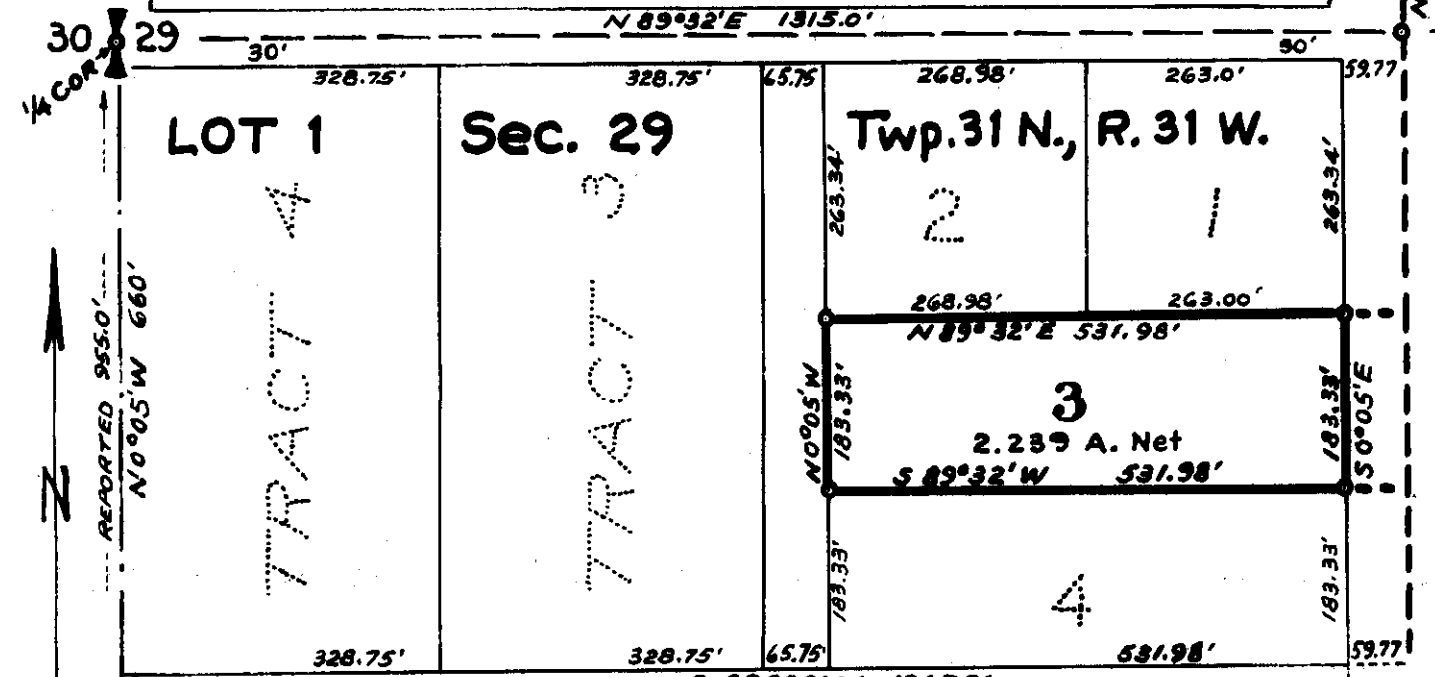 N 89°32'E 1315.0'
30 29
1/4 COR
30' 30'
328.75' 328.75' 65.75 268.98' 263.0' 59.77
LOT 1 Sec. 29 Twp. 31 N., R. 31 W.
263.34' 263.34'
TRACT 4
TRACT 3
2
1
268.98' 263.00'
N 89°32'E 531.98'
REPORTED 955.0'
N 0°05'W 660'
N
N0°05'W 183.33'
183.33' S0°05'E
3
2.239 A. Net
S 89°32'W 531.98'
183.33' 183.33'
4
328.75' 328.75' 65.75' 531.98' 59.77